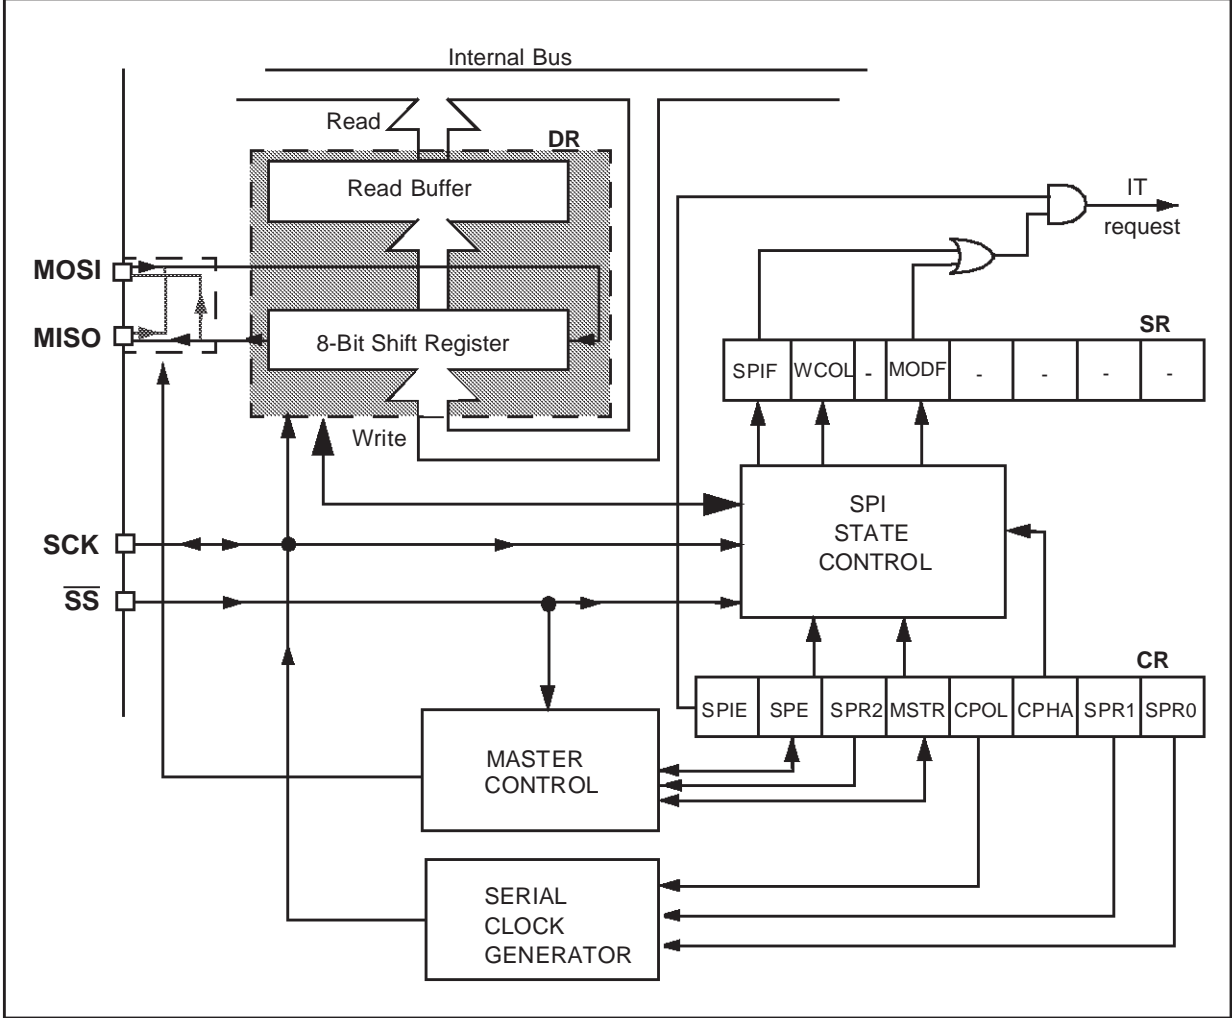 Internal Bus
Read
DR
Read Buffer
IT
request
MOSI
MISO
8-Bit Shift Register
SR
SPIF WCOL - MODF - - - -
Write
SPI
STATE
CONTROL
SCK
SS
CR
SPIE SPE SPR2 MSTR CPOL CPHA SPR1 SPR0
MASTER
CONTROL
SERIAL
CLOCK
GENERATOR